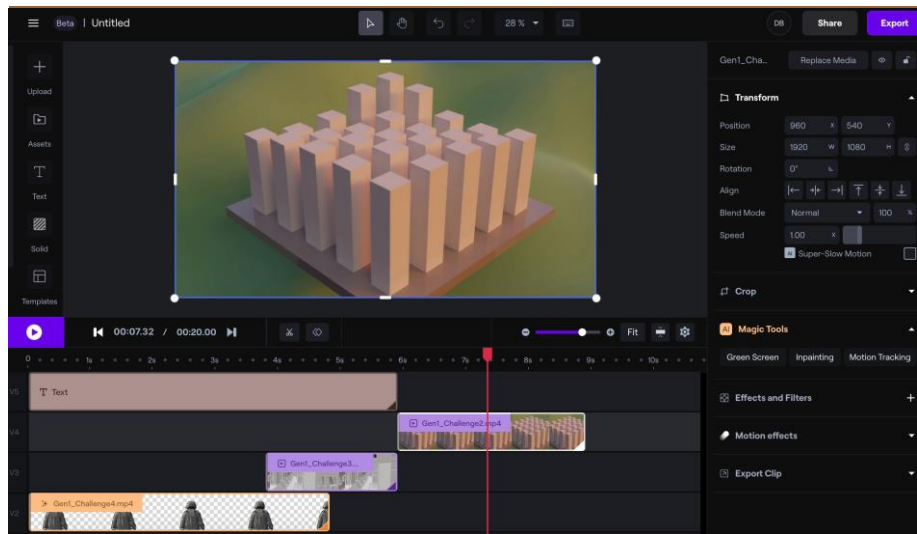 Beta | Untitled
28 %
DB
Share
Export
Upload
Assets
Text
Solid
Templates
Gen1_Cha..
Replace Media
Transform
Position 960 X 540 Y
Size 1920 W 1080 H
Rotation 0°
Align
Blend Mode Normal 100 %
Speed 1.00 x
AI Super-Slow Motion
Crop
AI Magic Tools
Green Screen Inpainting Motion Tracking
Effects and Filters
Motion effects
Export Clip
00:07.32 / 00:20.00
Fit
0 1s 2s 3s 4s 5s 6s 7s 8s 9s 10s
V5 T Text
V4 Gen1_Challenge2.mp4
V3 Gen1_Challenge3...
V2 Gen1_Challenge4.mp4